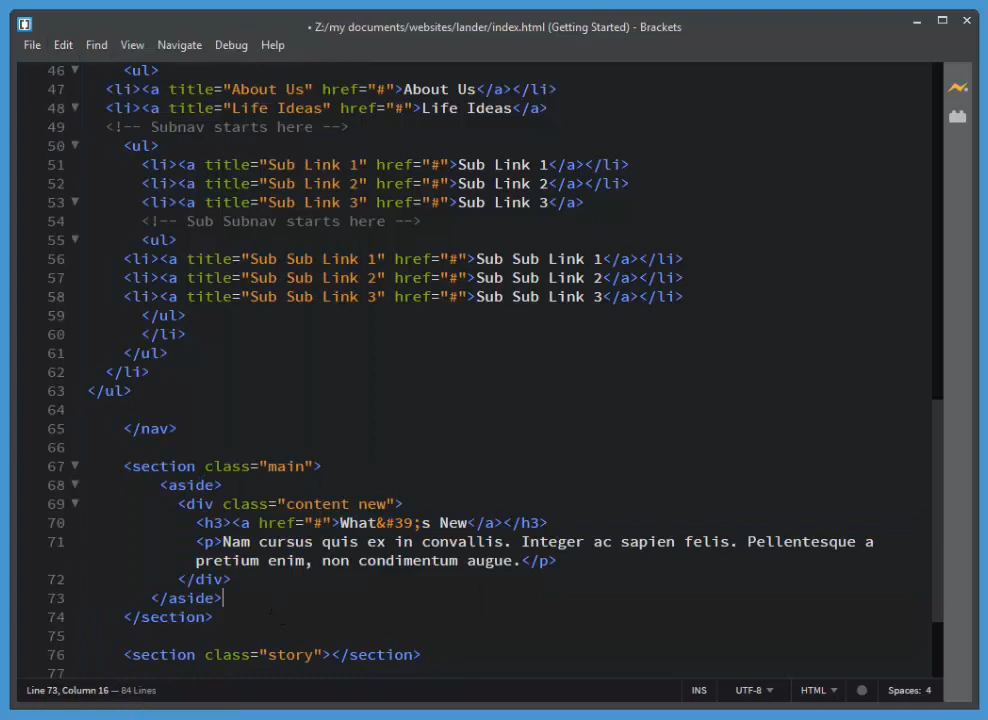 • Z:/my documents/websites/lander/index.html (Getting Started) - Brackets
File Edit Find View Navigate Debug Help
46 <ul>
47 <li><a title="About Us" href="#">About Us</a></li>
48 <li><a title="Life Ideas" href="#">Life Ideas</a>
49 <!-- Subnav starts here -->
50 <ul>
51 <li><a title="Sub Link 1" href="#">Sub Link 1</a></li>
52 <li><a title="Sub Link 2" href="#">Sub Link 2</a></li>
53 <li><a title="Sub Link 3" href="#">Sub Link 3</a>
54 <!-- Sub Subnav starts here -->
55 <ul>
56 <li><a title="Sub Sub Link 1" href="#">Sub Sub Link 1</a></li>
57 <li><a title="Sub Sub Link 2" href="#">Sub Sub Link 2</a></li>
58 <li><a title="Sub Sub Link 3" href="#">Sub Sub Link 3</a></li>
59 </ul>
60 </li>
61 </ul>
62 </li>
63 </ul>
64
65 </nav>
66
67 <section class="main">
68 <aside>
69 <div class="content new">
70 <h3><a href="#">What&#39;s New</a></h3>
71 <p>Nam cursus quis ex in convallis. Integer ac sapien felis. Pellentesque a
pretium enim, non condimentum augue.</p>
72 </div>
73 </aside>
74 </section>
75
76 <section class="story"></section>
77
Line 73, Column 16 — 84 Lines INS UTF-8 HTML Spaces: 4